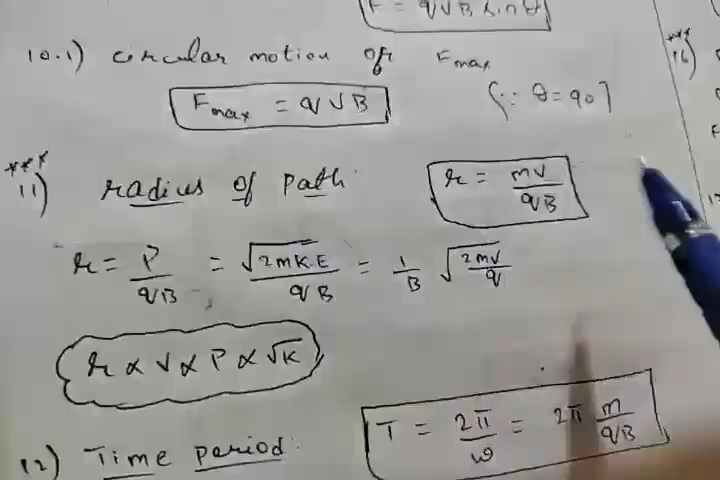 F = qVB sinθ
10.1) circular motion of Fmax
Fmax = qVB (∵ θ=90]
***
11) radius of Path. r = mv/qB
r = P/qB = √2mK.E/qB = 1/B √2mV/q
r ∝ V ∝ P ∝ √K
12) Time period: T = 2π/ω = 2π m/qB
***
16)